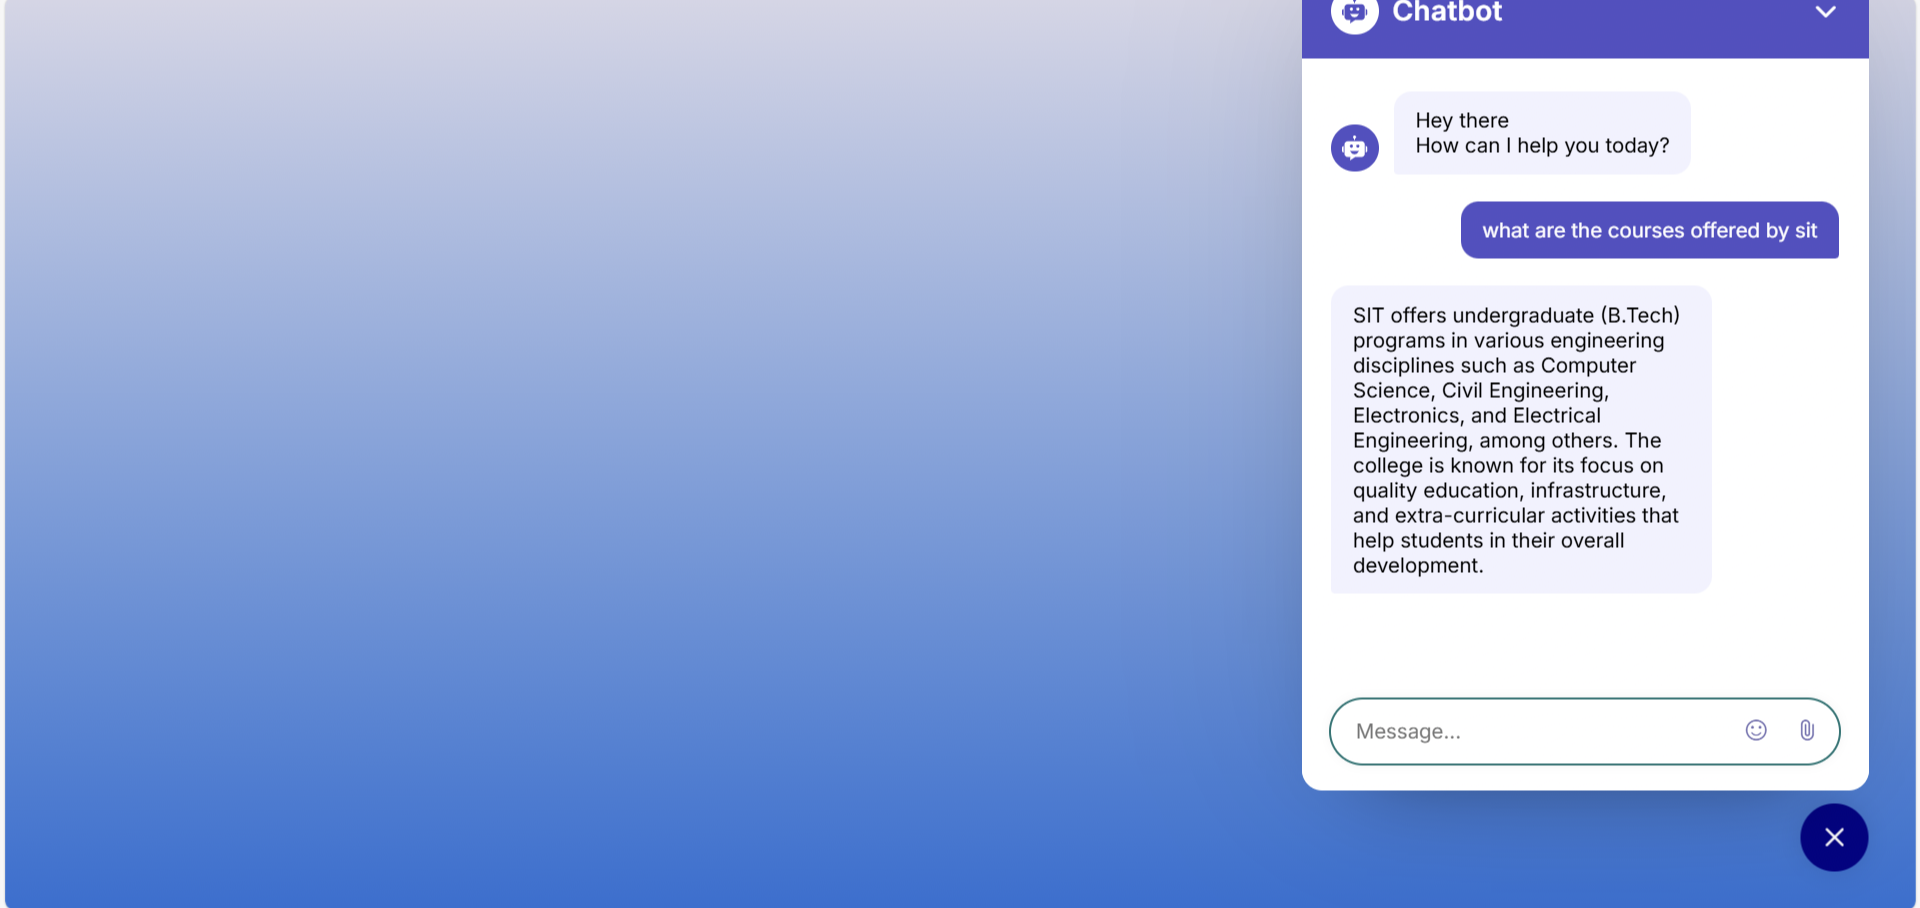 Chatbot
Hey there
How can I help you today?
what are the courses offered by sit
SIT offers undergraduate (B.Tech)
programs in various engineering
disciplines such as Computer
Science, Civil Engineering,
Electronics, and Electrical
Engineering, among others. The
college is known for its focus on
quality education, infrastructure,
and extra-curricular activities that
help students in their overall
development.
Message...